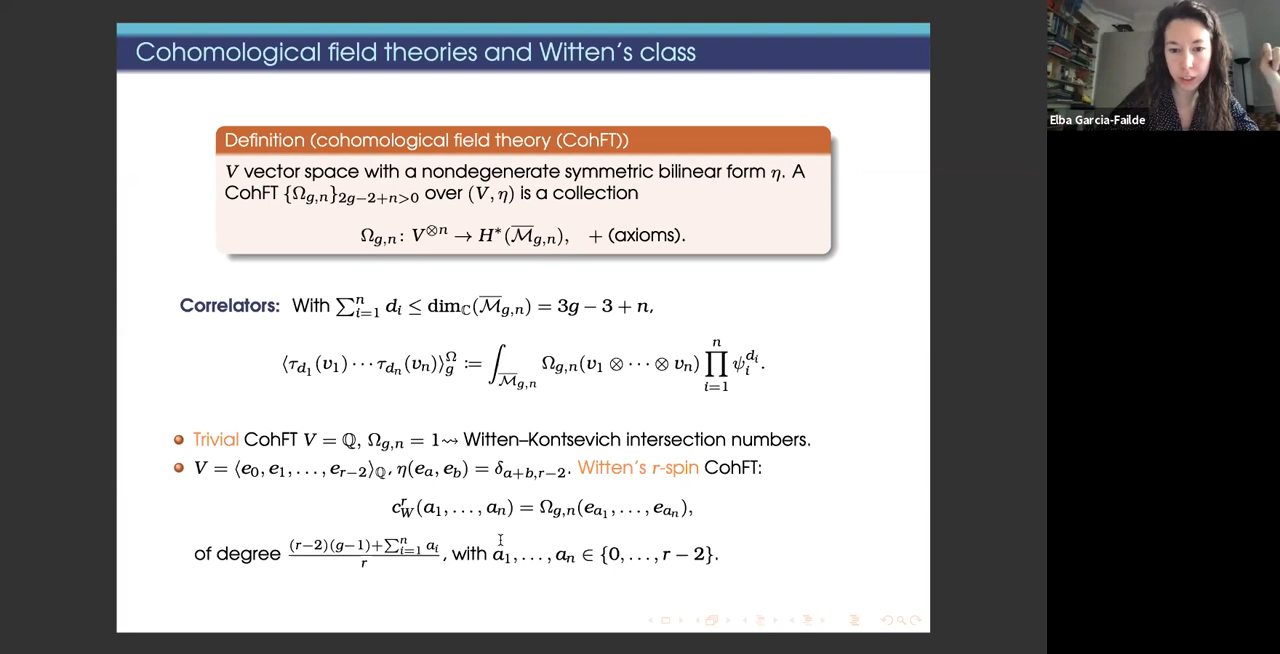 Cohomological field theories and Witten's class
Definition (cohomological field theory (CohFT))
V vector space with a nondegenerate symmetric bilinear form η. A
CohFT {Ω_{g,n}}_{2g−2+n>0} over (V, η) is a collection
Ω_{g,n} : V^{⊗n} → H*(\overline{M}_{g,n}), + (axioms).
Correlators: With ∑_{i=1}^{n} d_i ≤ dim_ℂ(\overline{M}_{g,n}) = 3g − 3 + n,
⟨τ_{d_1}(v_1) ··· τ_{d_n}(v_n)⟩_g^Ω ≔ ∫_{\overline{M}_{g,n}} Ω_{g,n}(v_1 ⊗ ··· ⊗ v_n) ∏_{i=1}^{n} ψ_i^{d_i}.
Trivial CohFT V = ℚ, Ω_{g,n} = 1 ⇝ Witten–Kontsevich intersection numbers.
V = ⟨e_0, e_1, . . . , e_{r−2}⟩_ℚ, η(e_a, e_b) = δ_{a+b,r−2}. Witten's r-spin CohFT:
c_W^r(a_1, . . . , a_n) = Ω_{g,n}(e_{a_1}, . . . , e_{a_n}),
of degree \frac{(r−2)(g−1)+∑_{i=1}^{n} a_i}{r}, with a_1, . . . , a_n ∈ {0, . . . , r − 2}.
Elba Garcia-Failde